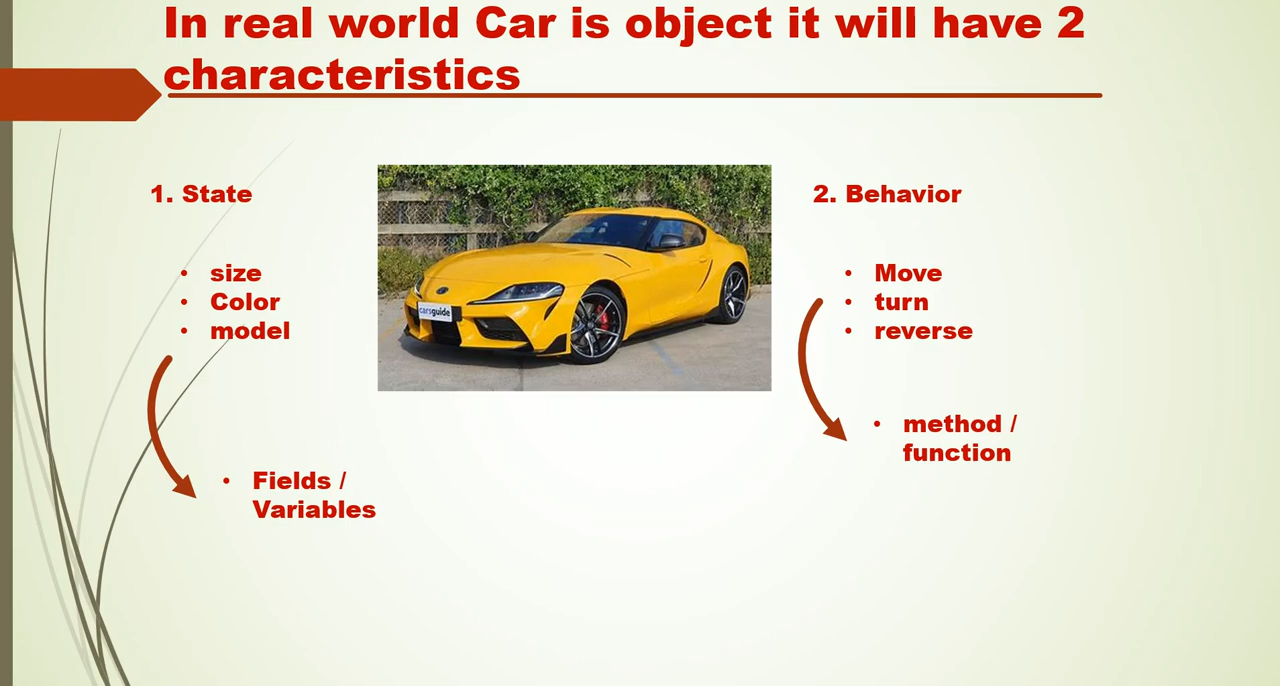 In real world Car is object it will have 2
characteristics
1. State
• size
• Color
• model
• Fields /
Variables
carsguide
2. Behavior
• Move
• turn
• reverse
• method /
function